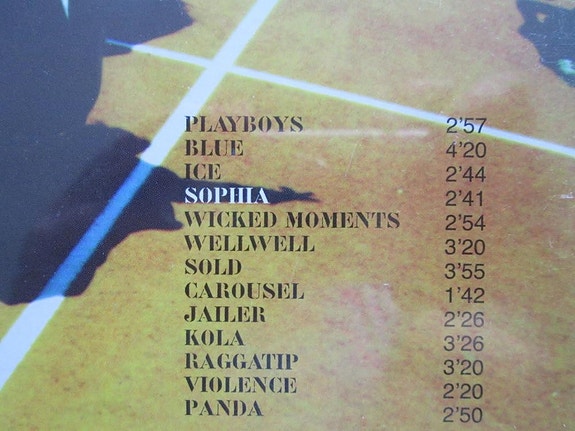 PLAYBOYS 2'57
BLUE 4'20
ICE 2'44
SOPHIA 2'41
WICKED MOMENTS 2'54
WELLWELL 3'20
SOLD 3'55
CAROUSEL 1'42
JAILER 2'26
KOLA 3'26
RAGGATIP 3'20
VIOLENCE 2'20
PANDA 2'50